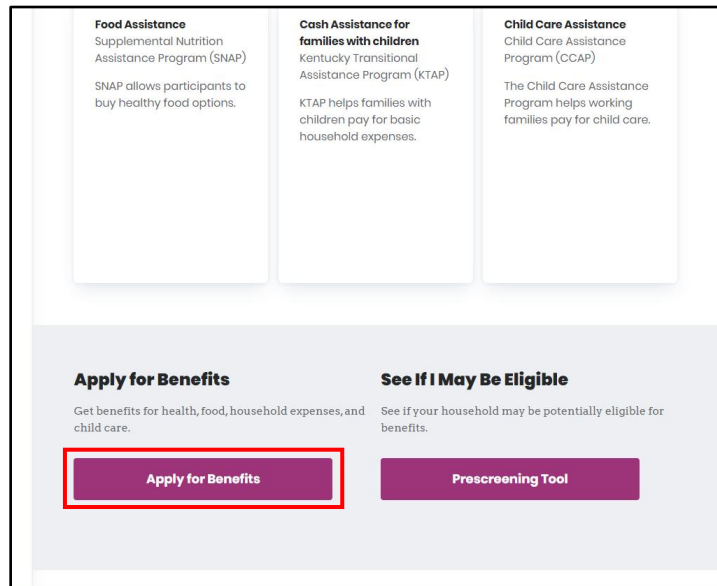 Food Assistance
Supplemental Nutrition
Assistance Program (SNAP)
SNAP allows participants to
buy healthy food options.
Cash Assistance for
families with children
Kentucky Transitional
Assistance Program (KTAP)
KTAP helps families with
children pay for basic
household expenses.
Child Care Assistance
Child Care Assistance
Program (CCAP)
The Child Care Assistance
Program helps working
families pay for child care.
Apply for Benefits
Get benefits for health, food, household expenses, and
child care.
Apply for Benefits
See If I May Be Eligible
See if your household may be potentially eligible for
benefits.
Prescreening Tool